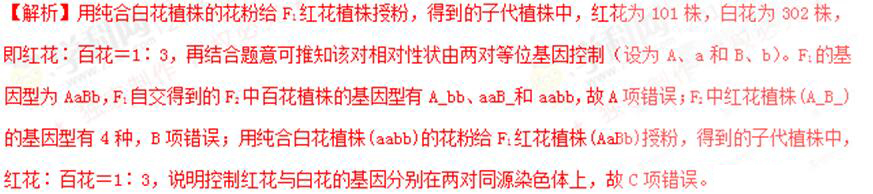 【解析】用纯合白花植株的花粉给 F₁红花植株授粉，得到的子代植株中，红花为 101 株，白花为 302 株，
即红花：百花＝1：3，再结合题意可推知该对相对性状由两对等位基因控制（设为 A、a 和 B、b）。F₁的基
因型为 AaBb，F₁自交得到的 F₂中百花植株的基因型有 A_bb、aaB_和 aabb，故 A 项错误；F₂中红花植株(A_B_)
的基因型有 4 种，B 项错误；用纯合白花植株(aabb)的花粉给 F₁红花植株(AaBb)授粉，得到的子代植株中，
红花：百花＝1：3，说明控制红花与白花的基因分别在两对同源染色体上，故 C 项错误。